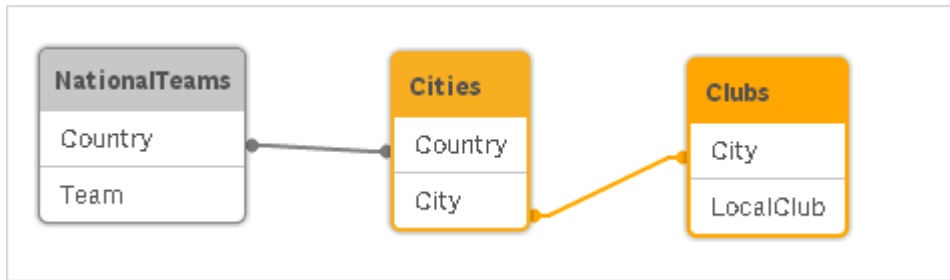 NationalTeams
Country
Team
Cities
Country
City
Clubs
City
LocalClub